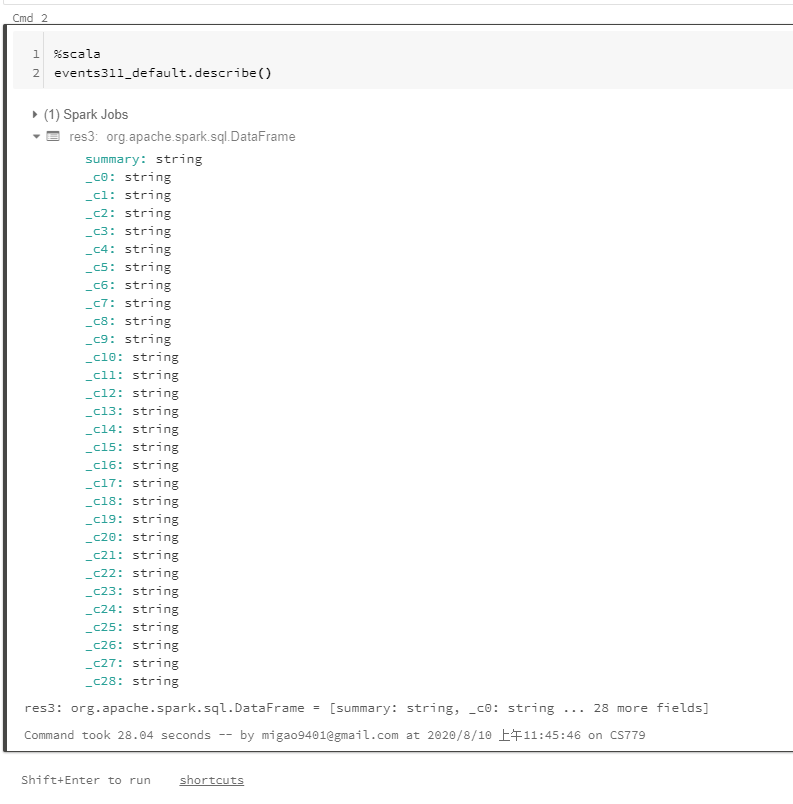 Cmd 2
1 %scala
2 events311_default.describe()
(1) Spark Jobs
res3: org.apache.spark.sql.DataFrame
summary: string
_c0: string
_c1: string
_c2: string
_c3: string
_c4: string
_c5: string
_c6: string
_c7: string
_c8: string
_c9: string
_c10: string
_c11: string
_c12: string
_c13: string
_c14: string
_c15: string
_c16: string
_c17: string
_c18: string
_c19: string
_c20: string
_c21: string
_c22: string
_c23: string
_c24: string
_c25: string
_c26: string
_c27: string
_c28: string
res3: org.apache.spark.sql.DataFrame = [summary: string, _c0: string ... 28 more fields]
Command took 28.04 seconds -- by migao9401@gmail.com at 2020/8/10 上午11:45:46 on CS779
Shift+Enter to run shortcuts